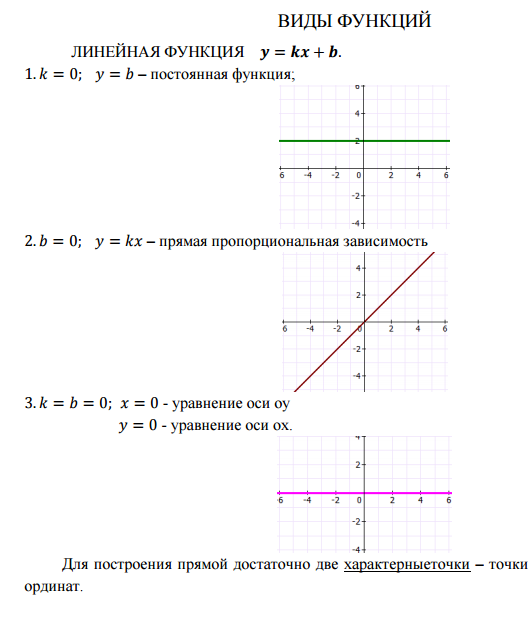 ВИДЫ ФУНКЦИЙ
ЛИНЕЙНАЯ ФУНКЦИЯ y = kx + b.
1. k = 0; y = b – постоянная функция;
6
4
2
6 -4 -2 0 2 4 6
-2
-4
2. b = 0; y = kx – прямая пропорциональная зависимость
4
2
6 -4 -2 0 2 4 6
-2
-4
3. k = b = 0; x = 0 - уравнение оси оу
y = 0 - уравнение оси ох.
4
2
6 -4 -2 0 2 4 6
-2
-4
Для построения прямой достаточно две характерныеточки – точки
ординат.